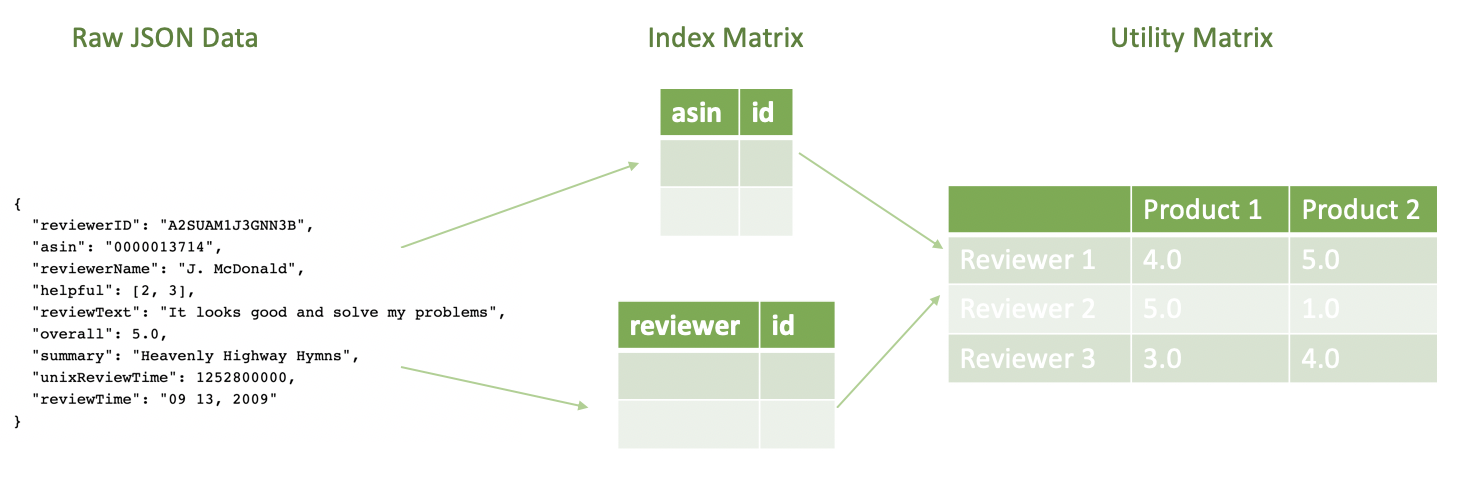 Raw JSON Data
Index Matrix
Utility Matrix
{
"reviewerID": "A2SUAM1J3GNN3B",
"asin": "0000013714",
"reviewerName": "J. McDonald",
"helpful": [2, 3],
"reviewText": "It looks good and solve my problems",
"overall": 5.0,
"summary": "Heavenly Highway Hymns",
"unixReviewTime": 1252800000,
"reviewTime": "09 13, 2009"
}
asin id
reviewer id
Product 1 Product 2
Reviewer 1 4.0 5.0
Reviewer 2 5.0 1.0
Reviewer 3 3.0 4.0